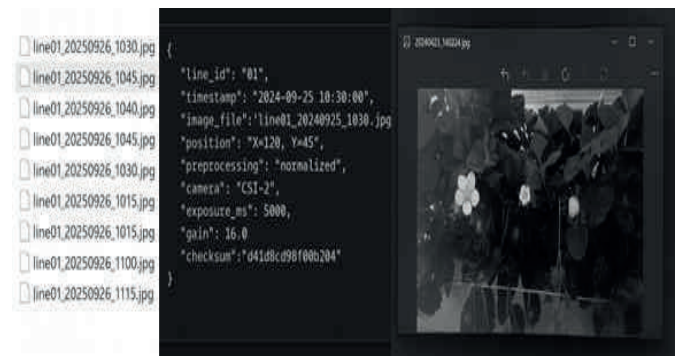 line01_20250926_1030.jpg
line01_20250926_1045.jpg
line01_20250926_1040.jpg
line01_20250926_1045.jpg
line01_20250926_1030.jpg
line01_20250926_1015.jpg
line01_20250926_1015.jpg
line01_20250926_1100.jpg
line01_20250926_1115.jpg
{
"line_id": "01",
"timestamp": "2024-09-25 10:30:00",
"image_file":'line01_20240925_1030.jpg
"position": "X=120, Y=45",
"preprocessing": "normalized",
"camera": "CSI-2",
"exposure_ms": 5000,
"gain": 16.0
"checksum":"d41d8cd98f00b204"
}